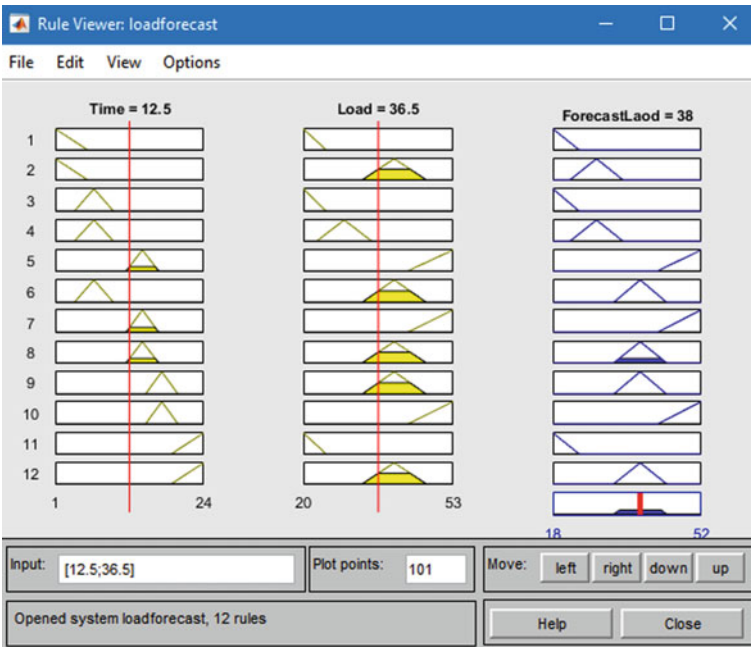 Rule Viewer: loadforecast
File Edit View Options
Time = 12.5 Load = 36.5 ForecastLaod = 38
1
2
3
4
5
6
7
8
9
10
11
12
1 24 20 53
18 52
Input: [12.5;36.5] Plot points: 101 Move: left right down up
Opened system loadforecast, 12 rules Help Close